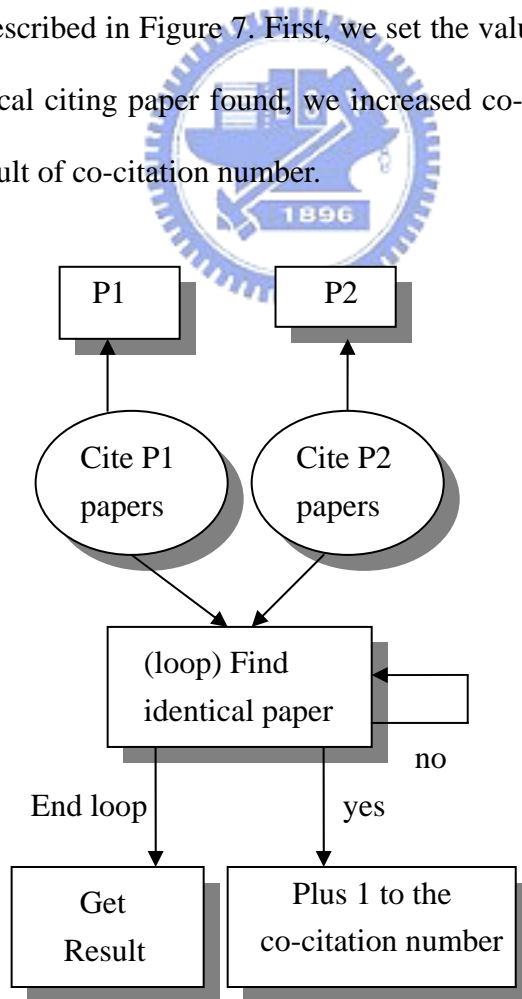 escribed in Figure 7. First, we set the valu
cal citing paper found, we increased co-
ult of co-citation number.
1896
P1
P2
Cite P1
papers
Cite P2
papers
(loop) Find
identical paper
no
End loop
yes
Get
Result
Plus 1 to the
co-citation number